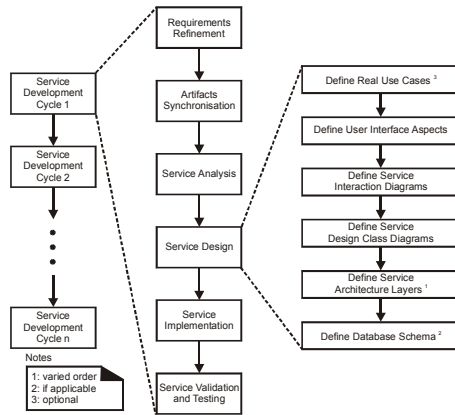 Service
Development
Cycle 1
Service
Development
Cycle 2
Service
Development
Cycle n
Notes
1: varied order
2: if applicable
3: optional
Requirements
Refinement
Artifacts
Synchronisation
Service Analysis
Service Design
Service
Implementation
Service Validation
and Testing
Define Real Use Cases ³
Define User Interface Aspects
Define Service
Interaction Diagrams
Define Service
Design Class Diagrams
Define Service
Architecture Layers ¹
Define Database Schema ²